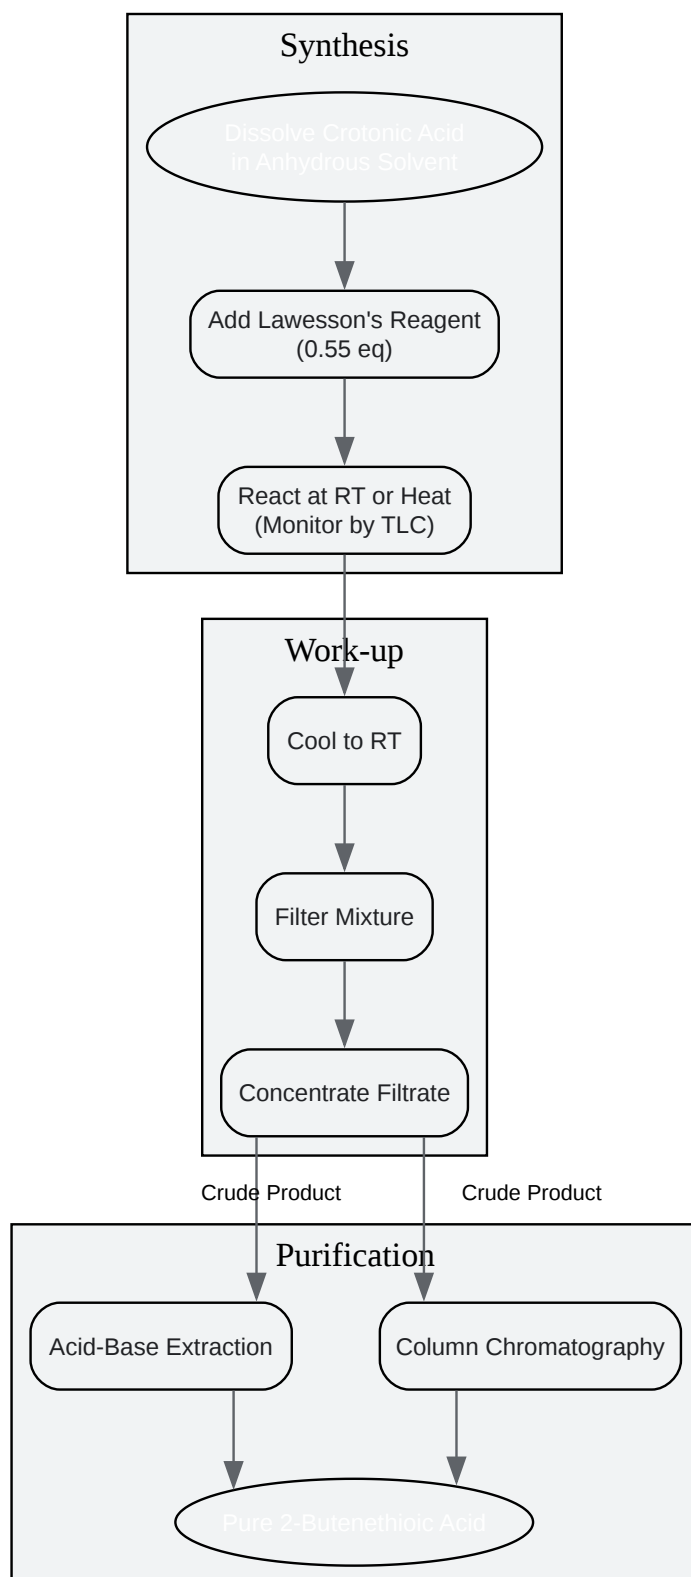 Synthesis
Dissolve Crotonic Acid
in Anhydrous Solvent
Add Lawesson's Reagent
(0.55 eq)
React at RT or Heat
(Monitor by TLC)
Work-up
Cool to RT
Filter Mixture
Concentrate Filtrate
Crude Product
Crude Product
Purification
Acid-Base Extraction
Column Chromatography
Pure 2-Butenethioic Acid